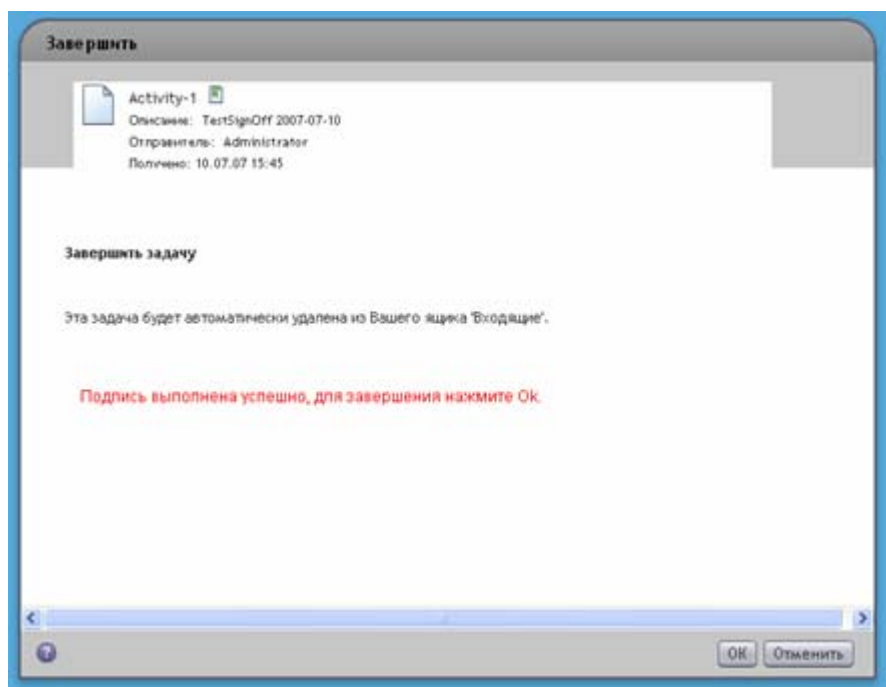 Завершить
Activity-1
Описание: TestSignOff 2007-07-10
Отправитель: Administrator
Получено: 10.07.07 15:45
Завершить задачу
Эта задача будет автоматически удалена из Вашего ящика 'Входящие'.
Подпись выполнена успешно, для завершения нажмите Ok.
OK Отменить